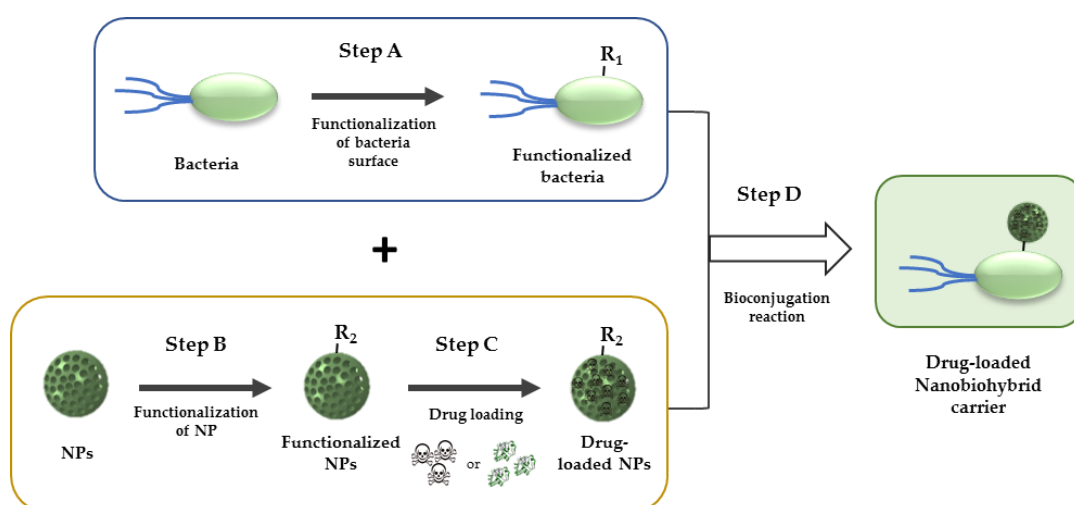 Step A
R1
Functionalization
of bacteria
surface
Bacteria
Functionalized
bacteria
+
Step D
Bioconjugation
reaction
Step B
R2
Step C
R2
Functionalization
of NP
Drug loading
NPs
Functionalized
NPs
or
Drug-
loaded NPs
Drug-loaded
Nanobiohybrid
carrier